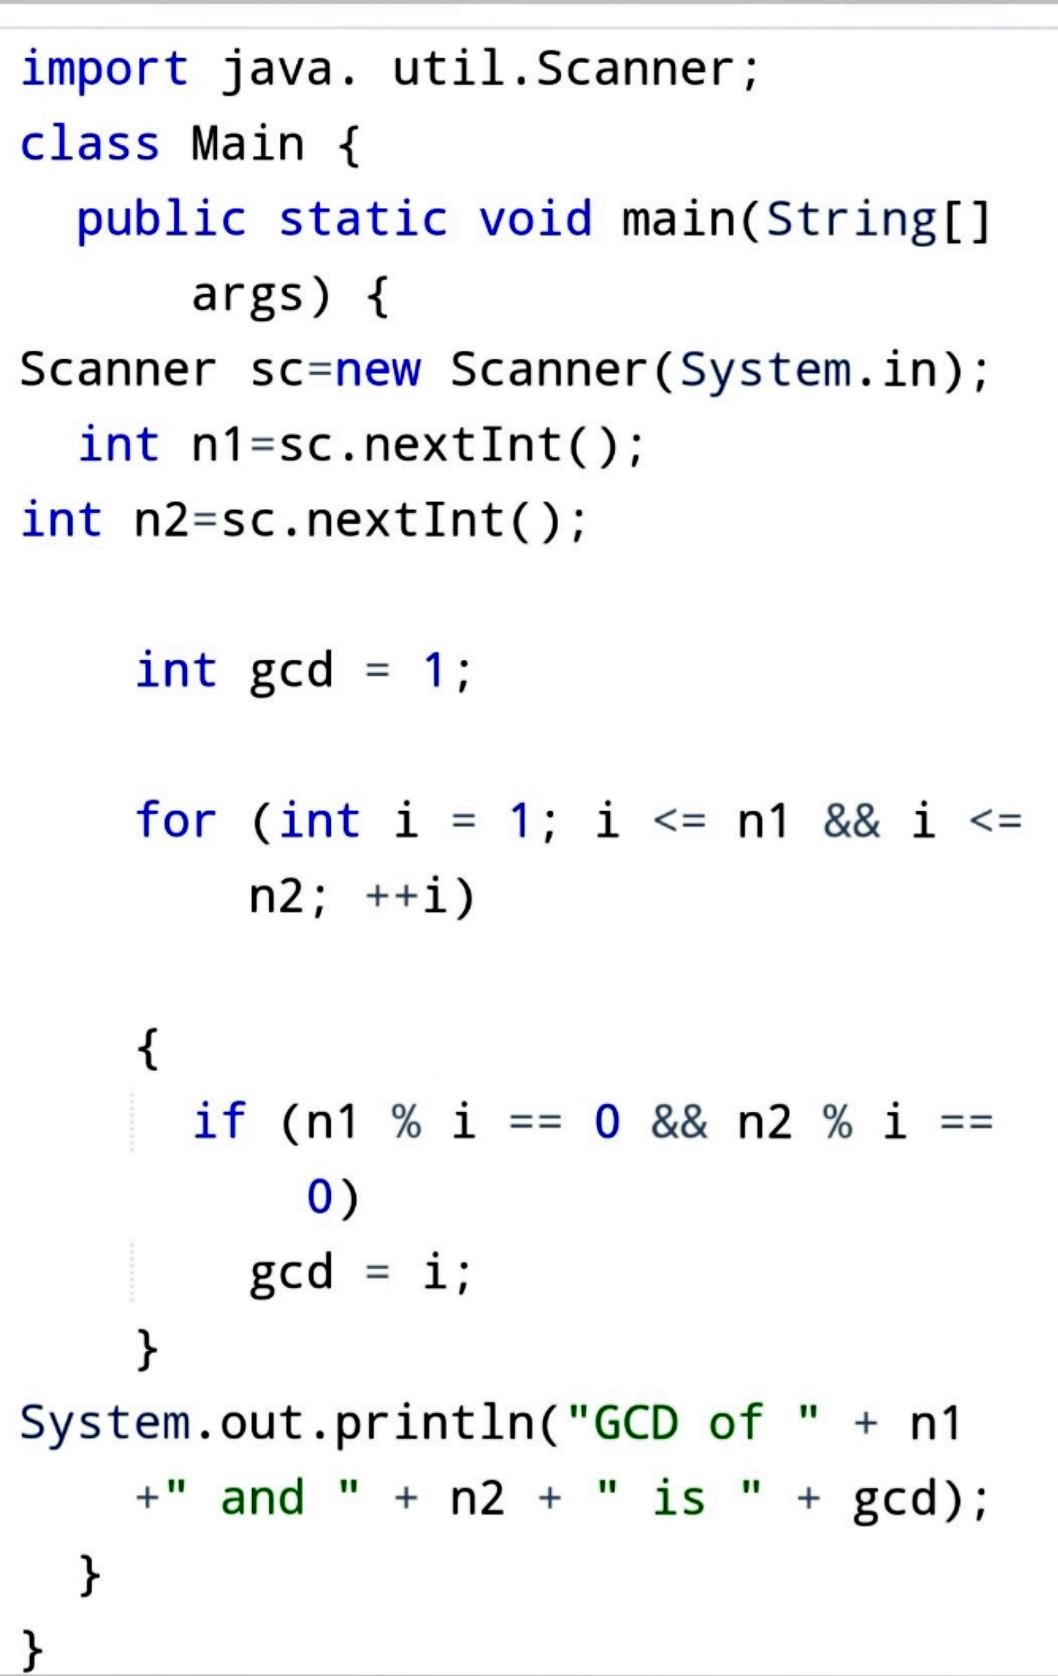 import java. util.Scanner;
class Main {
  public static void main(String[]
      args) {
Scanner sc=new Scanner(System.in);
  int n1=sc.nextInt();
int n2=sc.nextInt();
    int gcd = 1;
    for (int i = 1; i <= n1 && i <=
        n2; ++i)
    {
      if (n1 % i == 0 && n2 % i ==
          0)
        gcd = i;
    }
System.out.println("GCD of " + n1
    +" and " + n2 + " is " + gcd);
  }
}